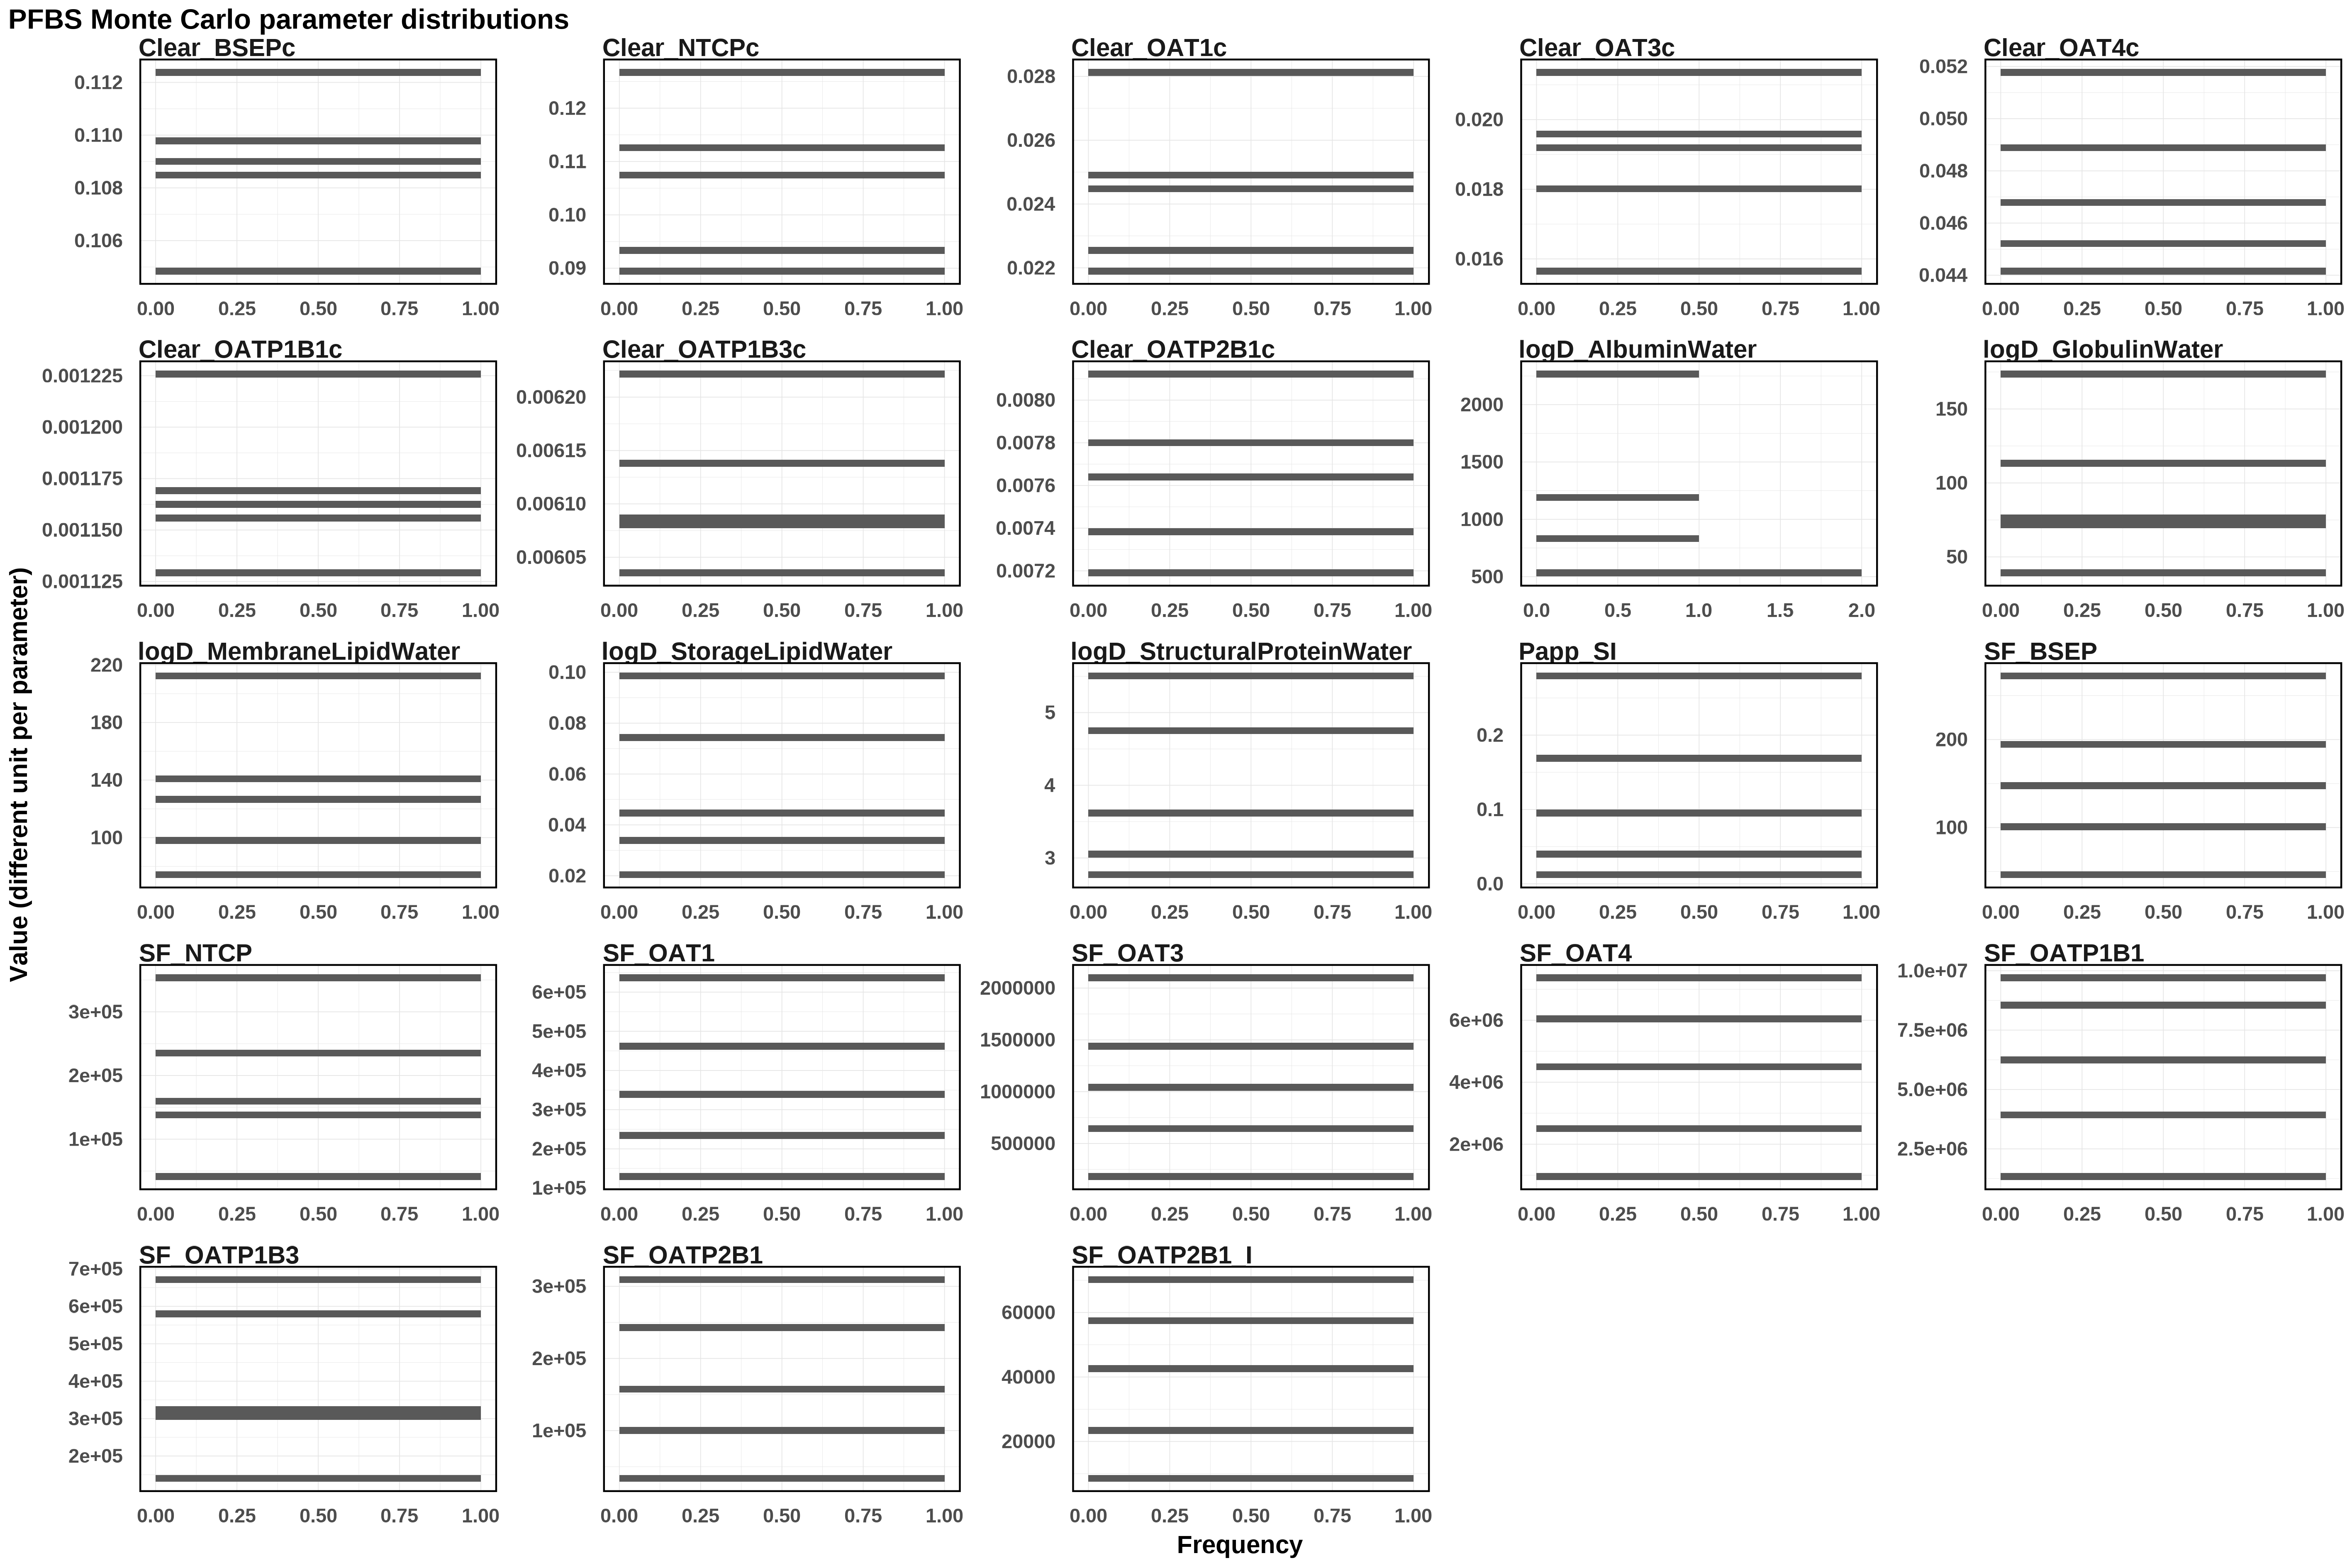 PFBS Monte Carlo parameter distributions
Clear_BSEPc Clear_NTCPc Clear_OAT1c Clear_OAT3c Clear_OAT4c
0.112 0.110 0.108 0.106
0.12 0.11 0.10 0.09
0.028 0.026 0.024 0.022
0.020 0.018 0.016
0.052 0.050 0.048 0.046 0.044
0.00 0.25 0.50 0.75 1.00 0.00 0.25 0.50 0.75 1.00 0.00 0.25 0.50 0.75 1.00 0.00 0.25 0.50 0.75 1.00 0.00 0.25 0.50 0.75 1.00
Clear_OATP1B1c Clear_OATP1B3c Clear_OATP2B1c logD_AlbuminWater logD_GlobulinWater
0.001225 0.001200 0.001175 0.001150 0.001125
0.00620 0.00615 0.00610 0.00605
0.0080 0.0078 0.0076 0.0074 0.0072
2000 1500 1000 500
150 100 50
0.00 0.25 0.50 0.75 1.00 0.00 0.25 0.50 0.75 1.00 0.00 0.25 0.50 0.75 1.00 0.0 0.5 1.0 1.5 2.0 0.00 0.25 0.50 0.75 1.00
Value (different unit per parameter)
logD_MembraneLipidWater logD_StorageLipidWater logD_StructuralProteinWater Papp_SI SF_BSEP
220 180 140 100
0.10 0.08 0.06 0.04 0.02
5 4 3
0.2 0.1 0.0
200 100
0.00 0.25 0.50 0.75 1.00 0.00 0.25 0.50 0.75 1.00 0.00 0.25 0.50 0.75 1.00 0.00 0.25 0.50 0.75 1.00 0.00 0.25 0.50 0.75 1.00
SF_NTCP SF_OAT1 SF_OAT3 SF_OAT4 SF_OATP1B1
3e+05 2e+05 1e+05
6e+05 5e+05 4e+05 3e+05 2e+05 1e+05
2000000 1500000 1000000 500000
6e+06 4e+06 2e+06
1.0e+07 7.5e+06 5.0e+06 2.5e+06
0.00 0.25 0.50 0.75 1.00 0.00 0.25 0.50 0.75 1.00 0.00 0.25 0.50 0.75 1.00 0.00 0.25 0.50 0.75 1.00 0.00 0.25 0.50 0.75 1.00
SF_OATP1B3 SF_OATP2B1 SF_OATP2B1_I
7e+05 6e+05 5e+05 4e+05 3e+05 2e+05
3e+05 2e+05 1e+05
60000 40000 20000
0.00 0.25 0.50 0.75 1.00 0.00 0.25 0.50 0.75 1.00 0.00 0.25 0.50 0.75 1.00
Frequency